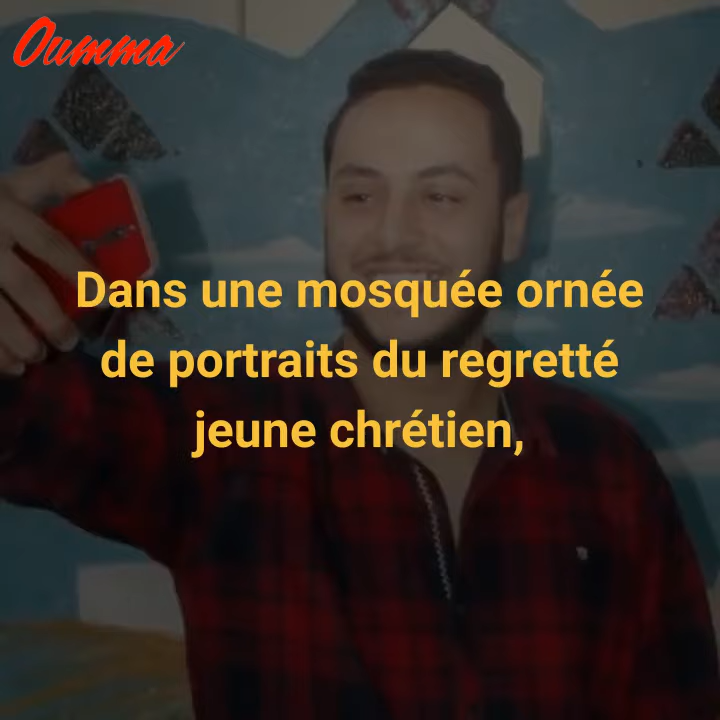 Oumma
Dans une mosquée ornée
de portraits du regretté
jeune chrétien,